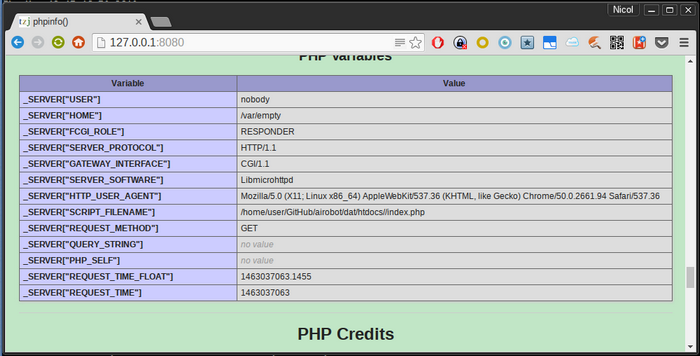 Nicol
phpinfo()
127.0.0.1:8080
PHP Variables
Variable Value
_SERVER["USER"] nobody
_SERVER["HOME"] /var/empty
_SERVER["FCGI_ROLE"] RESPONDER
_SERVER["SERVER_PROTOCOL"] HTTP/1.1
_SERVER["GATEWAY_INTERFACE"] CGI/1.1
_SERVER["SERVER_SOFTWARE"] Libmicrohttpd
_SERVER["HTTP_USER_AGENT"] Mozilla/5.0 (X11; Linux x86_64) AppleWebKit/537.36 (KHTML, like Gecko) Chrome/50.0.2661.94 Safari/537.36
_SERVER["SCRIPT_FILENAME"] /home/user/GitHub/airobot/dat/htdocs//index.php
_SERVER["REQUEST_METHOD"] GET
_SERVER["QUERY_STRING"] no value
_SERVER["PHP_SELF"] no value
_SERVER["REQUEST_TIME_FLOAT"] 1463037063.1455
_SERVER["REQUEST_TIME"] 1463037063
PHP Credits